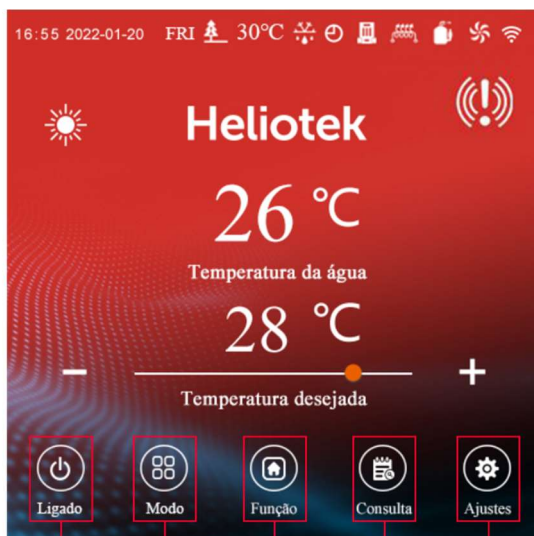 16:55 2022-01-20 FRI 30°C
Heliotek
26 °C
Temperatura da água
28 °C
− +
Temperatura desejada
Ligado Modo Função Consulta Ajustes